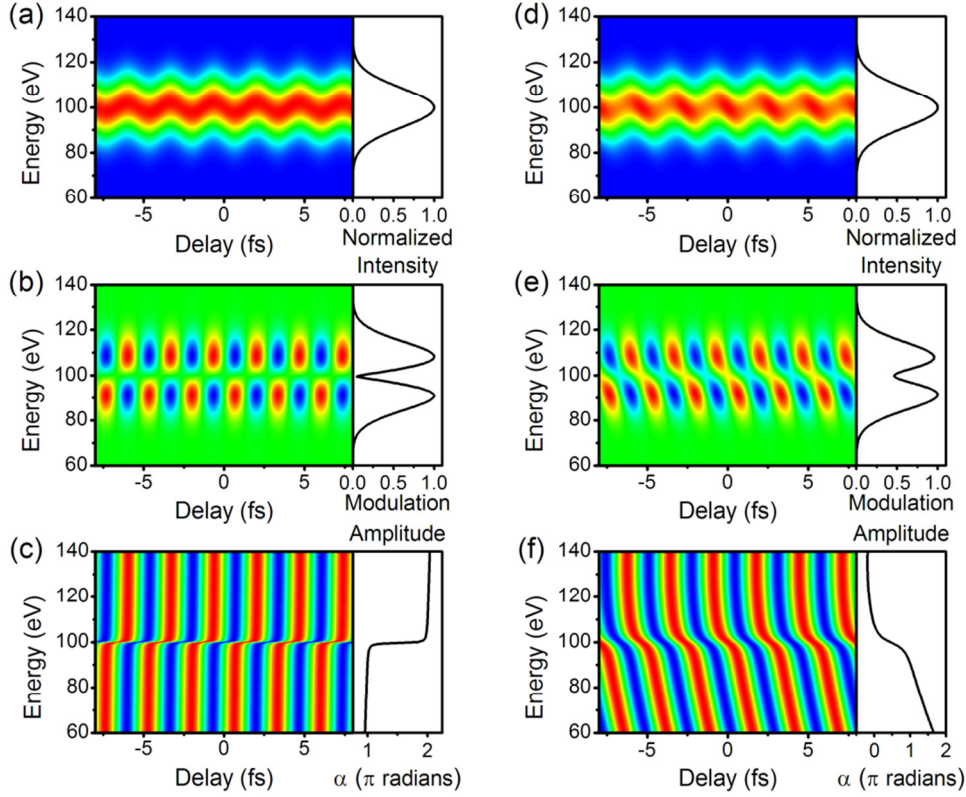 (a)
140
120
100
80
60
Energy (eV)
-5 0 5 0.0 0.5 1.0
Delay (fs)
Normalized
Intensity
(d)
140
120
100
80
60
Energy (eV)
-5 0 5 0.0 0.5 1.0
Delay (fs)
Normalized
Intensity
(b)
140
120
100
80
60
Energy (eV)
-5 0 5 0.0 0.5 1.0
Delay (fs)
Modulation
Amplitude
(e)
140
120
100
80
60
Energy (eV)
-5 0 5 0.0 0.5 1.0
Delay (fs)
Modulation
Amplitude
(c)
140
120
100
80
60
Energy (eV)
-5 0 5 1 2
Delay (fs)
α (π radians)
(f)
140
120
100
80
60
Energy (eV)
-5 0 5 0 1 2
Delay (fs)
α (π radians)